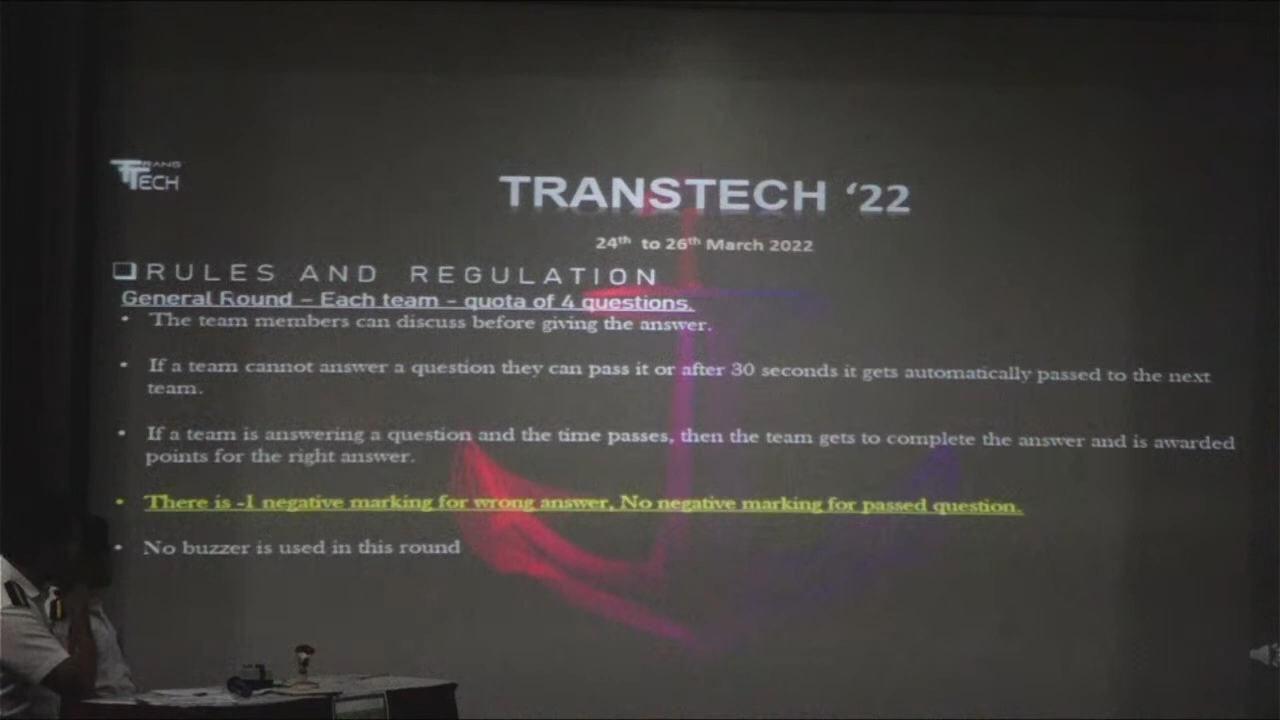 TRANS
TECH
TRANSTECH ‘22
24th to 26th March 2022
RULES AND REGULATION
General Round – Each team – quota of 4 questions.
• The team members can discuss before giving the answer.
• If a team cannot answer a question they can pass it or after 30 seconds it gets automatically passed to the next
team.
• If a team is answering a question and the time passes, then the team gets to complete the answer and is awarded
points for the right answer.
• There is -1 negative marking for wrong answer, No negative marking for passed question.
• No buzzer is used in this round